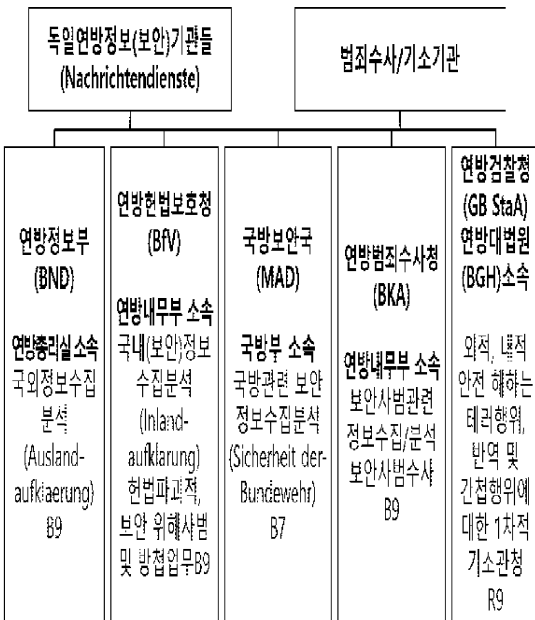 독일연방정보(보안)기관들
(Nachrichtendienste)
범죄수사/기소기관
연방정보부
(BND)
연방총리실 소속
국외정보수집
분석
(Ausland-
aufklaerung)
B9
연방헌법보호청
(BfV)
연방내무부 소속
국내(보안)정보
수집분석
(Inland-
aufklarung)
헌법파괴적,
보안 위해사범
및 방첩업무B9
국방보안국
(MAD)
국방부 소속
국방관련 보안
정보수집분석
(Sicherheit der-
Bundewehr)
B7
연방범죄수사청
(BKA)
연방내무부 소속
보안사범관련
정보수집/분석
보안사범수사
B9
연방검찰청
(GB StaA)
연방대법원
(BGH)소속
외적, 내적
안전 해하는
테러행위,
반역 및
간첩행위에
대한 1차적
기소관청
R9